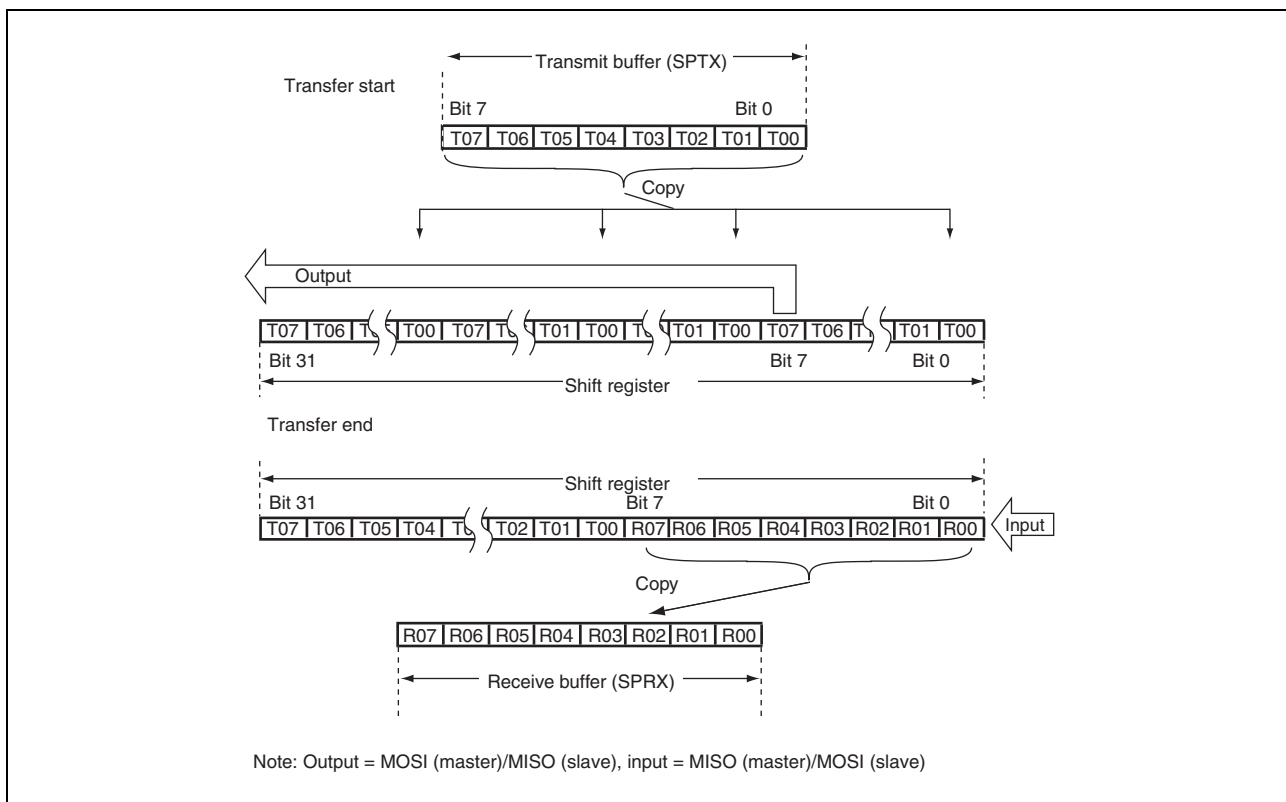 Transmit buffer (SPTX)
Transfer start
Bit 7 Bit 0
T07 T06 T05 T04 T03 T02 T01 T00
Copy
Output
T07 T06 T00 T07 T01 T00 T01 T00 T07 T06 T01 T00
Bit 31 Bit 7 Bit 0
Shift register
Transfer end
Shift register
Bit 31 Bit 7 Bit 0
T07 T06 T05 T04 T02 T01 T00 R07 R06 R05 R04 R03 R02 R01 R00
Input
Copy
R07 R06 R05 R04 R03 R02 R01 R00
Receive buffer (SPRX)
Note: Output = MOSI (master)/MISO (slave), input = MISO (master)/MOSI (slave)